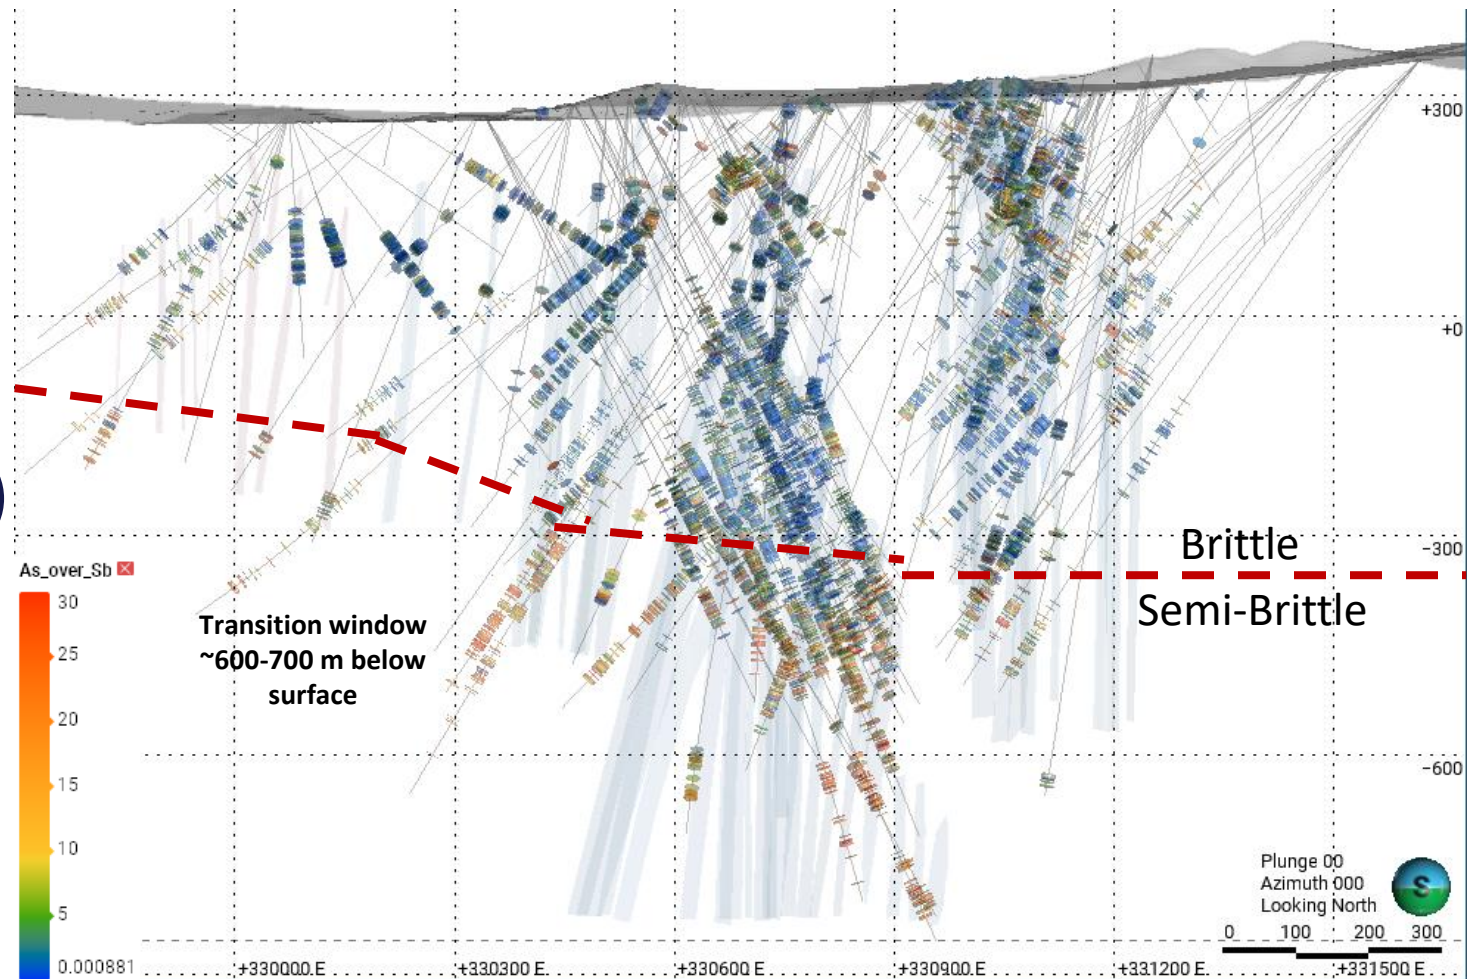 +300
+0
−300
Brittle
Semi-Brittle
−600
As_over_Sb
30
25
20
15
10
5
0.000881
Transition window
~600-700 m below
surface
Plunge 00
Azimuth 000
Looking North
S
0 100 200 300
+330000 E +330300 E +330600 E +330900 E +331200 E +331500 E